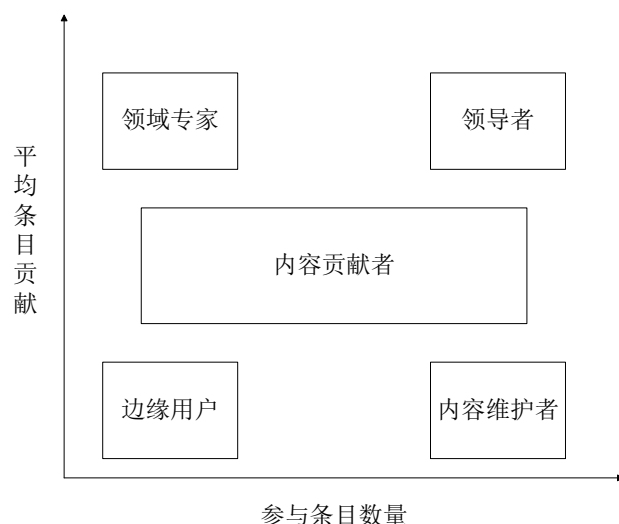 领域专家
领导者
平均条目贡献
内容贡献者
边缘用户
内容维护者
参与条目数量